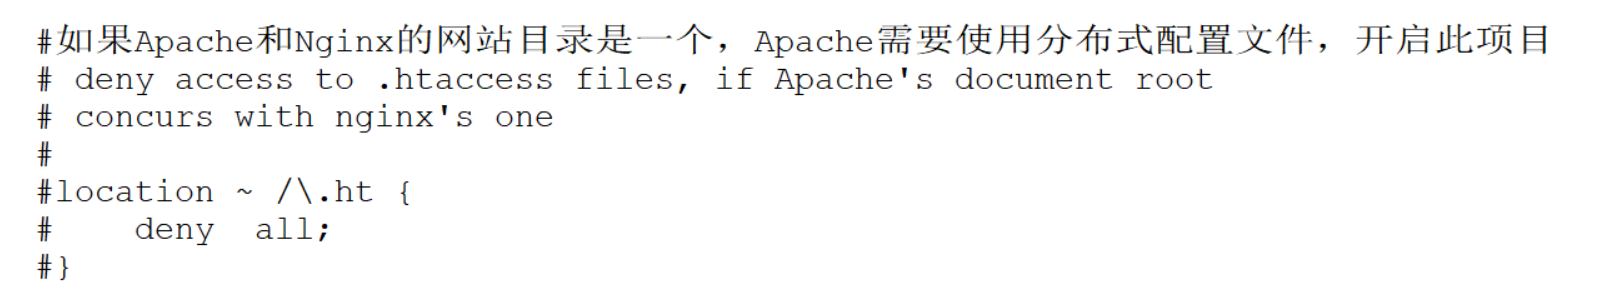 #如果Apache和Nginx的网站目录是一个，Apache需要使用分布式配置文件，开启此项目
# deny access to .htaccess files, if Apache's document root
# concurs with nginx's one
#
#location ~ /\.ht {
#    deny  all;
#}